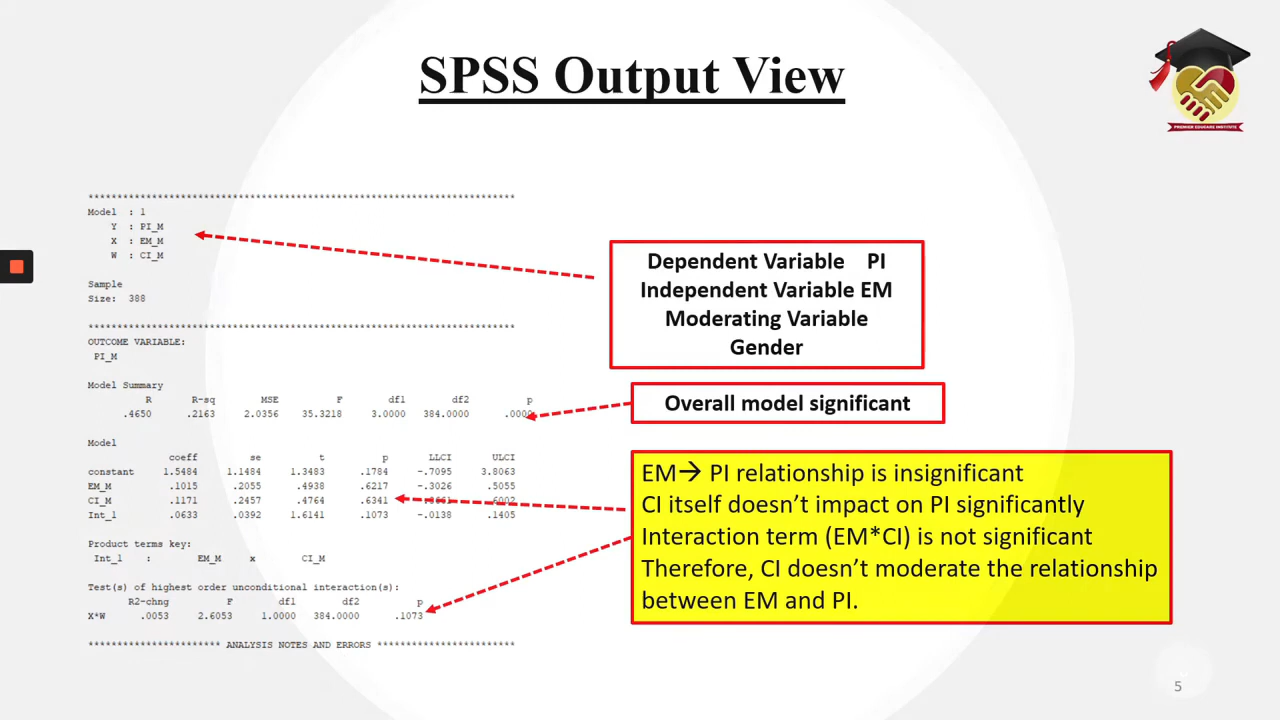 SPSS Output View
PREMIER EDUCARE INSTITUTE
******************************************************************************
Model : 1
Y : PI_M
X : EM_M
W : CI_M
Sample
Size: 388
******************************************************************************
OUTCOME VARIABLE:
PI_M
Model Summary
R R-sq MSE F df1 df2 p
.4650 .2163 2.0356 35.3218 3.0000 384.0000 .0000
Model
coeff se t p LLCI ULCI
constant 1.5484 1.1484 1.3483 .1784 -.7095 3.8063
EM_M .1015 .2055 .4938 .6217 -.3026 .5055
CI_M .1171 .2457 .4764 .6341 .6002
Int_1 .0633 .0392 1.6141 .1073 -.0138 .1405
Product terms key:
Int_1 : EM_M x CI_M
Test(s) of highest order unconditional interaction(s):
R2-chng F df1 df2 p
X*W .0053 2.6053 1.0000 384.0000 .1073
*********************** ANALYSIS NOTES AND ERRORS ************************
Dependent Variable PI
Independent Variable EM
Moderating Variable
Gender
Overall model significant
EM→ PI relationship is insignificant
CI itself doesn’t impact on PI significantly
Interaction term (EM*CI) is not significant
Therefore, CI doesn’t moderate the relationship
between EM and PI.
5